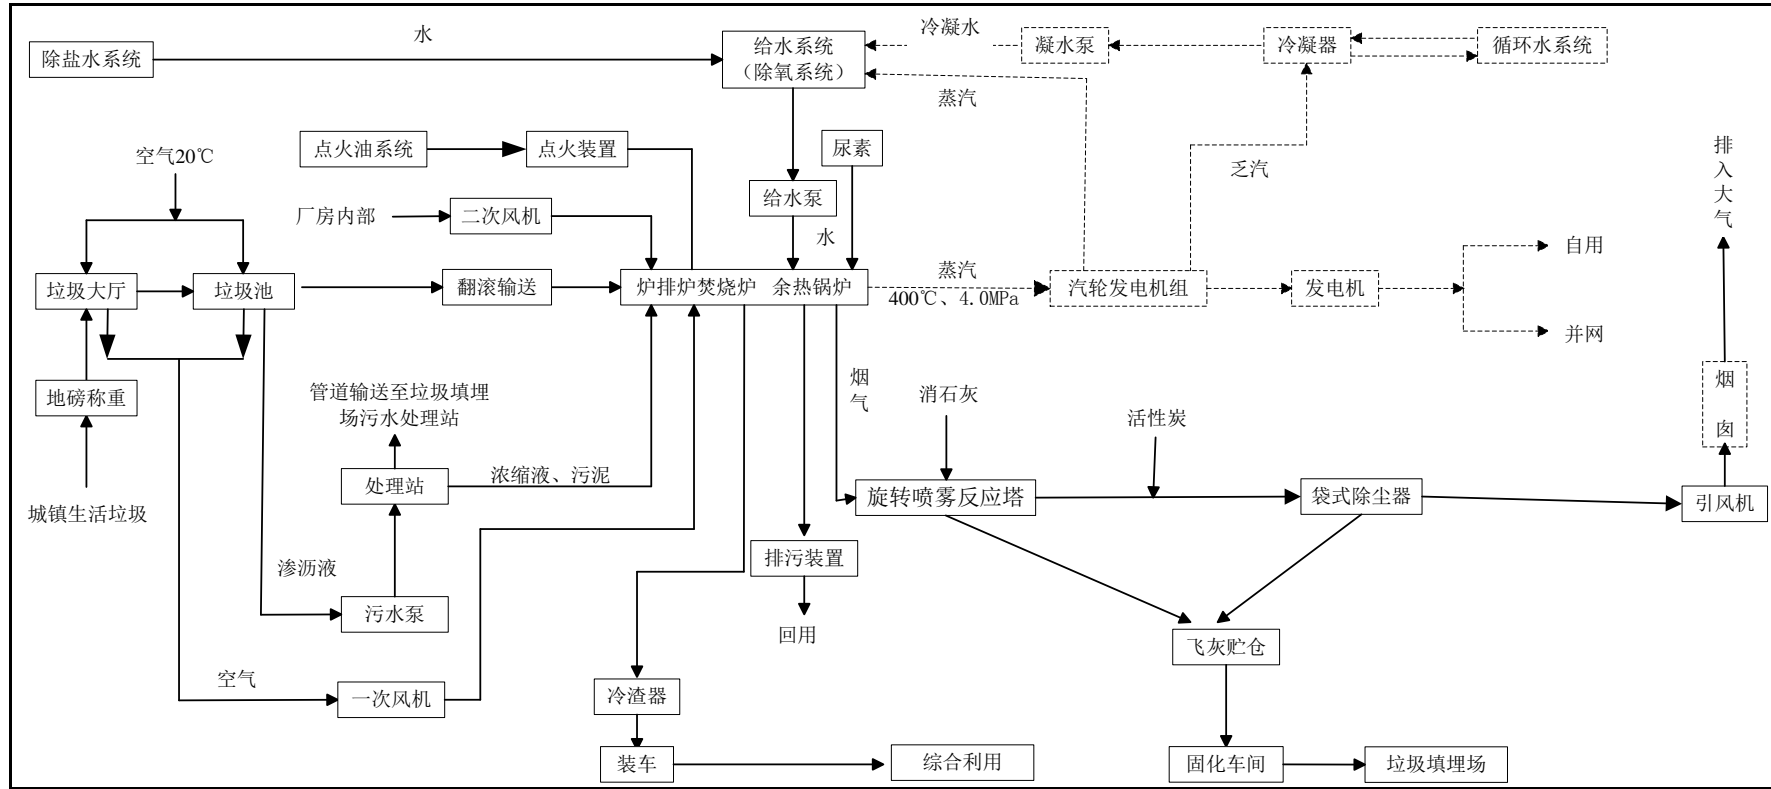 水
冷凝水
除盐水系统
给水系统
（除氧系统）
凝水泵
冷凝器
循环水系统
蒸汽
空气20℃
点火油系统
点火装置
尿素
乏汽
排
入
大
气
给水泵
厂房内部
二次风机
水
自用
垃圾大厅
垃圾池
翻滚输送
炉排炉焚烧炉 余热锅炉
蒸汽
400℃、4.0MPa
汽轮发电机组
发电机
并网
地磅称重
管道输送至垃圾填埋
场污水处理站
烟
气
消石灰
活性炭
烟
囱
处理站
浓缩液、污泥
旋转喷雾反应塔
袋式除尘器
引风机
城镇生活垃圾
渗沥液
排污装置
污水泵
回用
飞灰贮仓
空气
一次风机
冷渣器
装车
综合利用
固化车间
垃圾填埋场